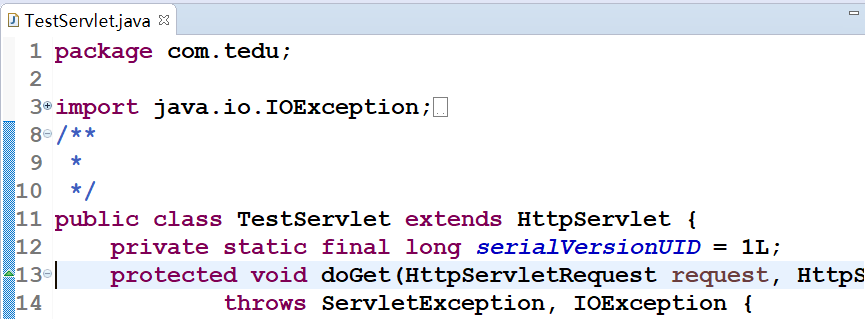 TestServlet.java
1 package com.tedu;
2
3 import java.io.IOException;
8 /**
9 *
10 */
11 public class TestServlet extends HttpServlet {
12 private static final long serialVersionUID = 1L;
13 protected void doGet(HttpServletRequest request, HttpS
14 throws ServletException, IOException {